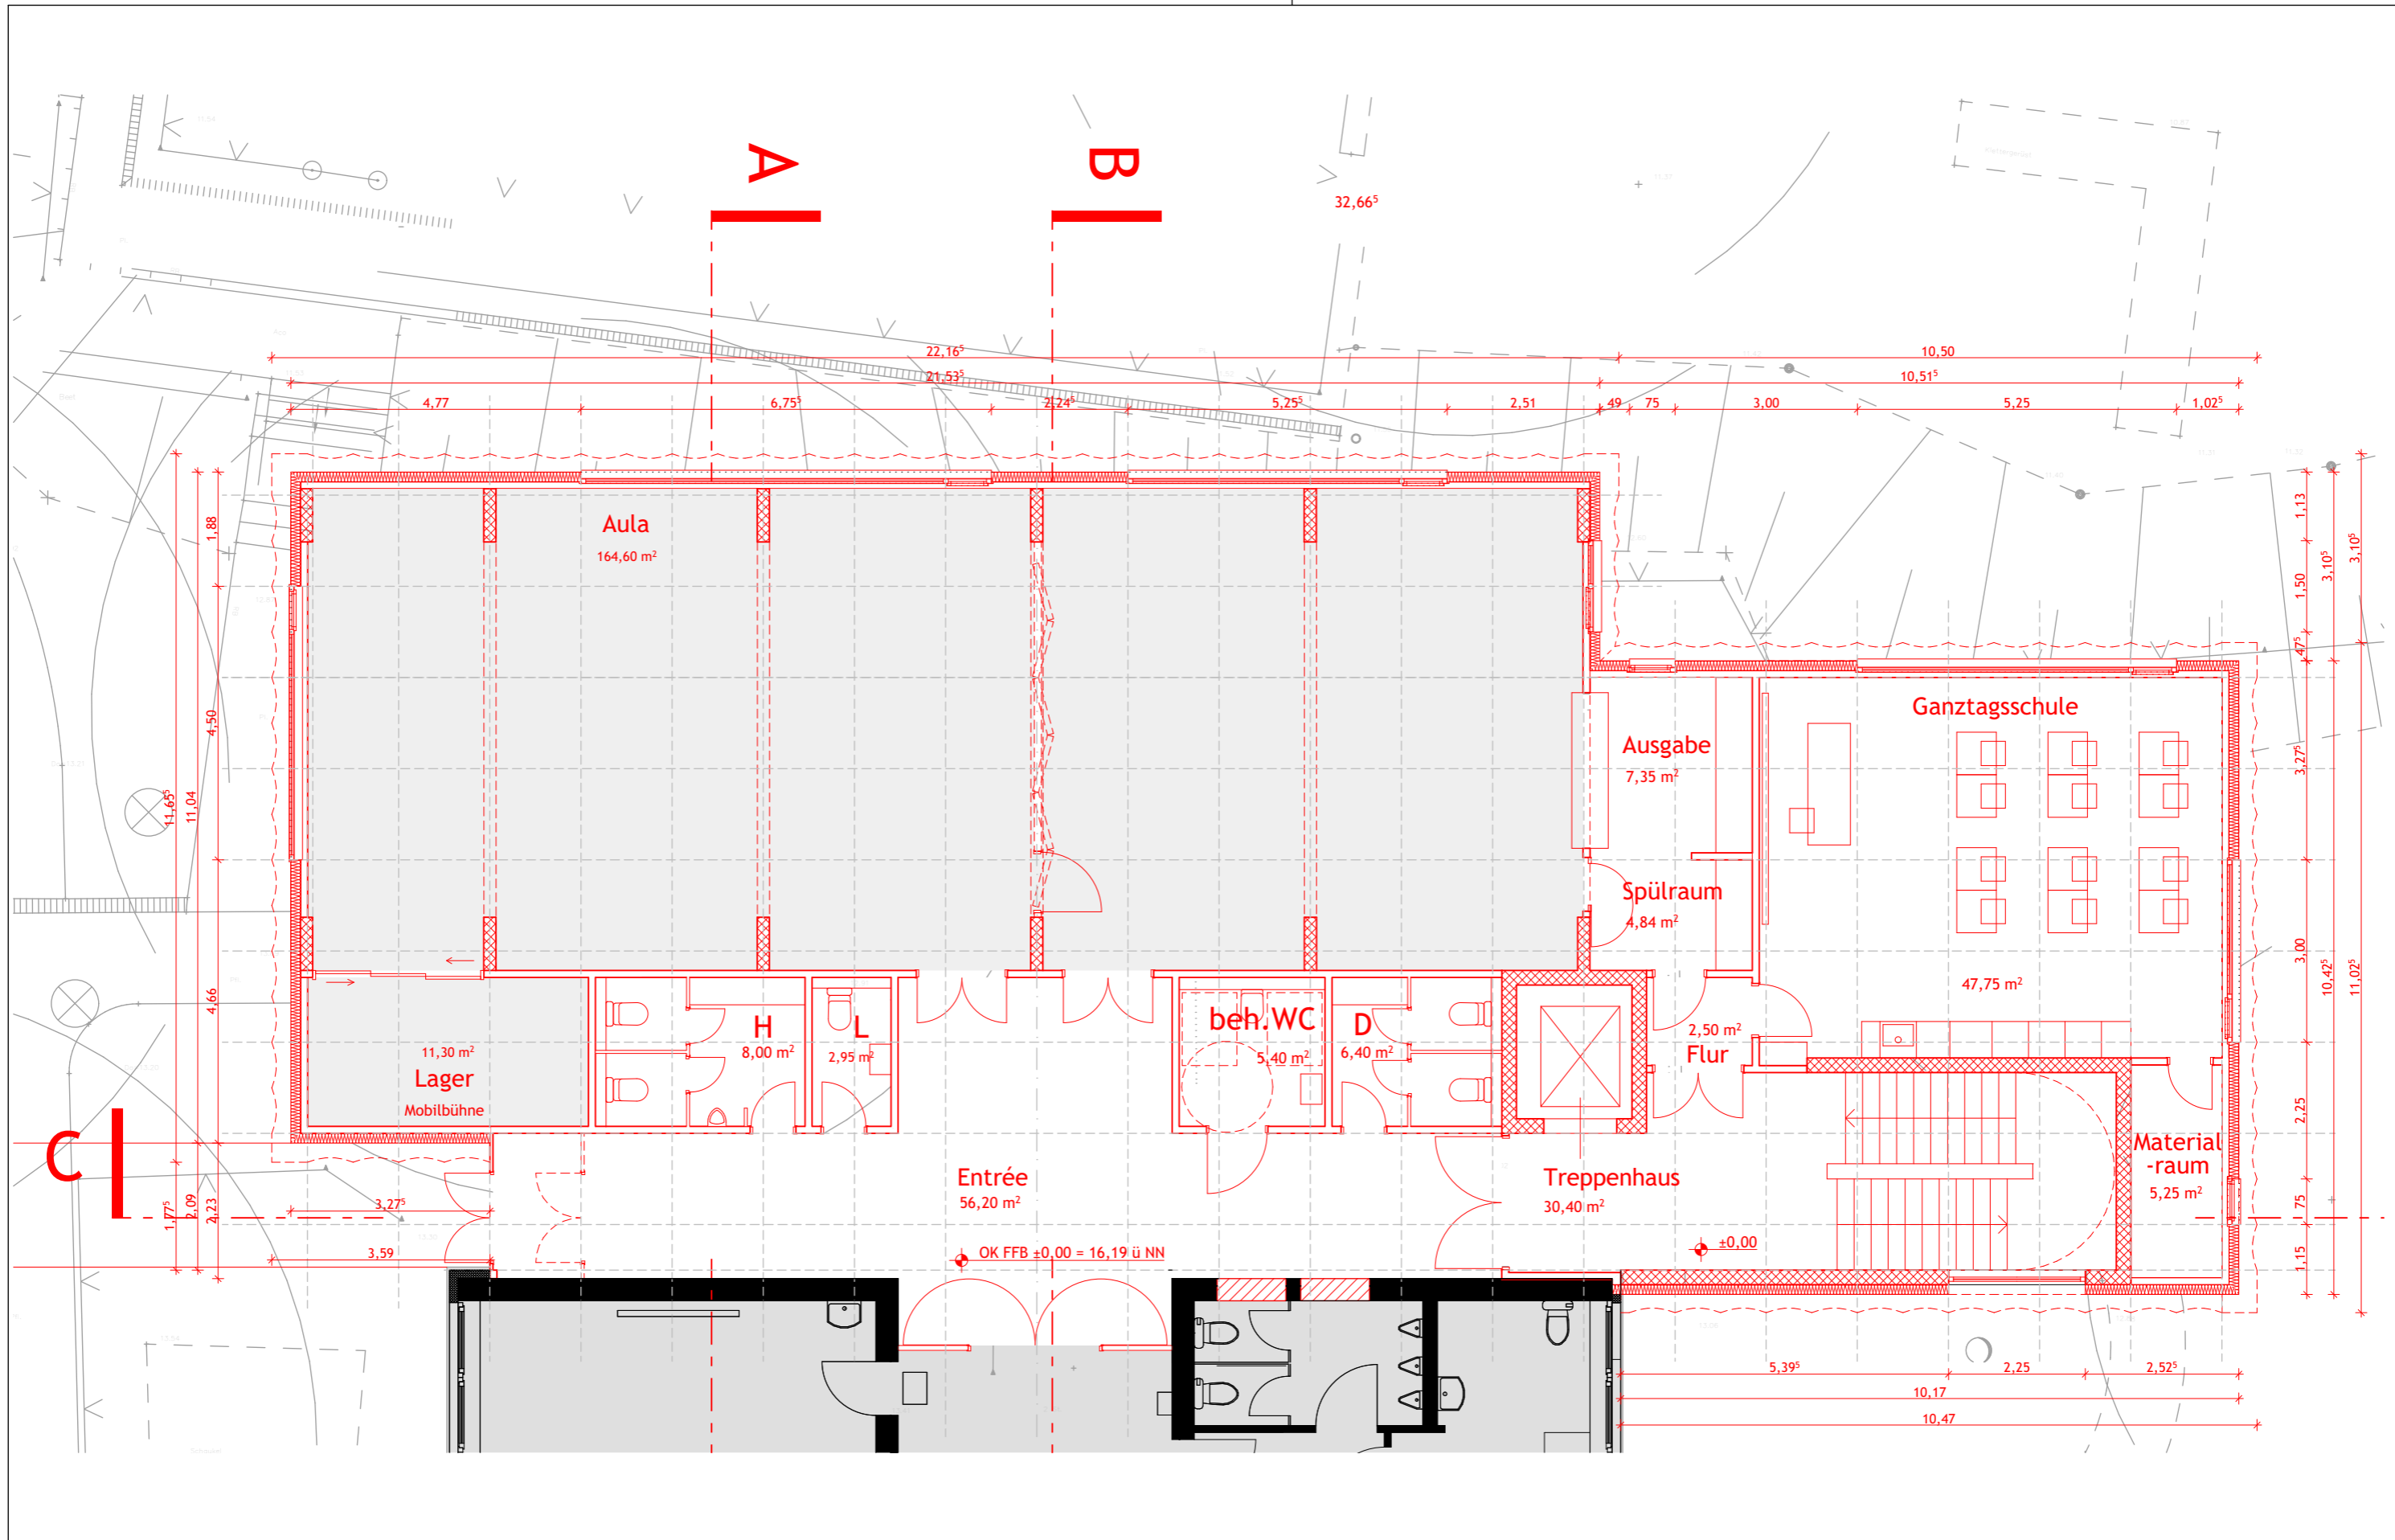 A
B
32,66⁵
22,16⁵
10,50
21,53⁵
10,51⁵
4,77
6,75⁵
2,24⁵
5,25⁵
2,51
49
75
3,00
5,25
1,02⁵
1,88
4,50
4,66
11,04
11,65⁵
1,13
1,50
47⁵
3,10⁵
3,10⁵
3,27⁵
3,00
2,25
75
1,15
10,42⁵
11,02⁵
Aula
164,60 m²
Ganztagsschule
47,75 m²
Ausgabe
7,35 m²
Spülraum
4,84 m²
11,30 m²
Lager
Mobilbühne
H
8,00 m²
L
2,95 m²
beh.WC
5,40 m²
D
6,40 m²
2,50 m²
Flur
Material
-raum
5,25 m²
C
Entrée
56,20 m²
Treppenhaus
30,40 m²
1,77⁵
2,09
2,23
3,27⁵
3,59
OK FFB ±0,00 = 16,19 ü NN
±0,00
5,39⁵
2,25
2,52⁵
10,17
10,47